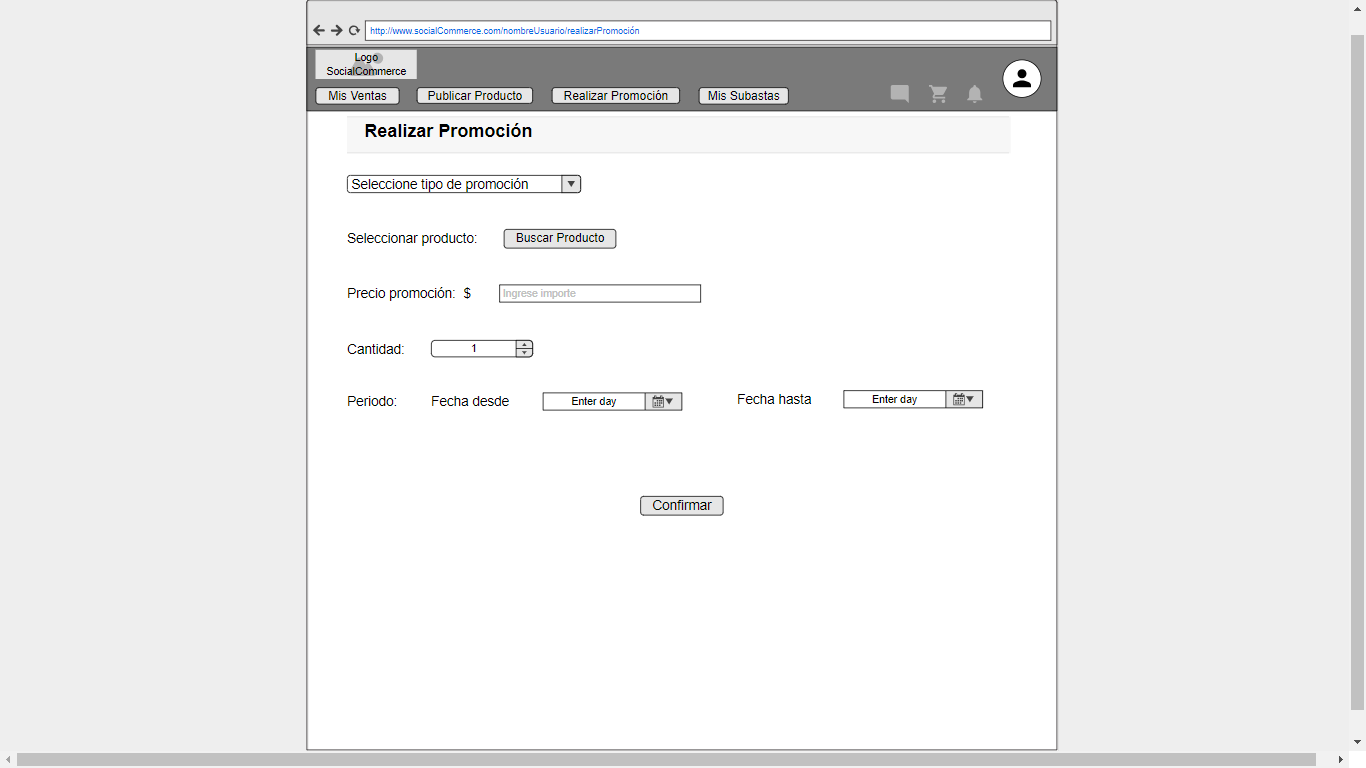 http://www.socialCommerce.com/nombreUsuario/realizarPromoción
Logo
SocialCommerce
Mis Ventas Publicar Producto Realizar Promoción Mis Subastas
Realizar Promoción
Seleccione tipo de promoción
Seleccionar producto: Buscar Producto
Precio promoción: $ Ingrese importe
Cantidad: 1
Periodo: Fecha desde Enter day Fecha hasta Enter day
Confirmar